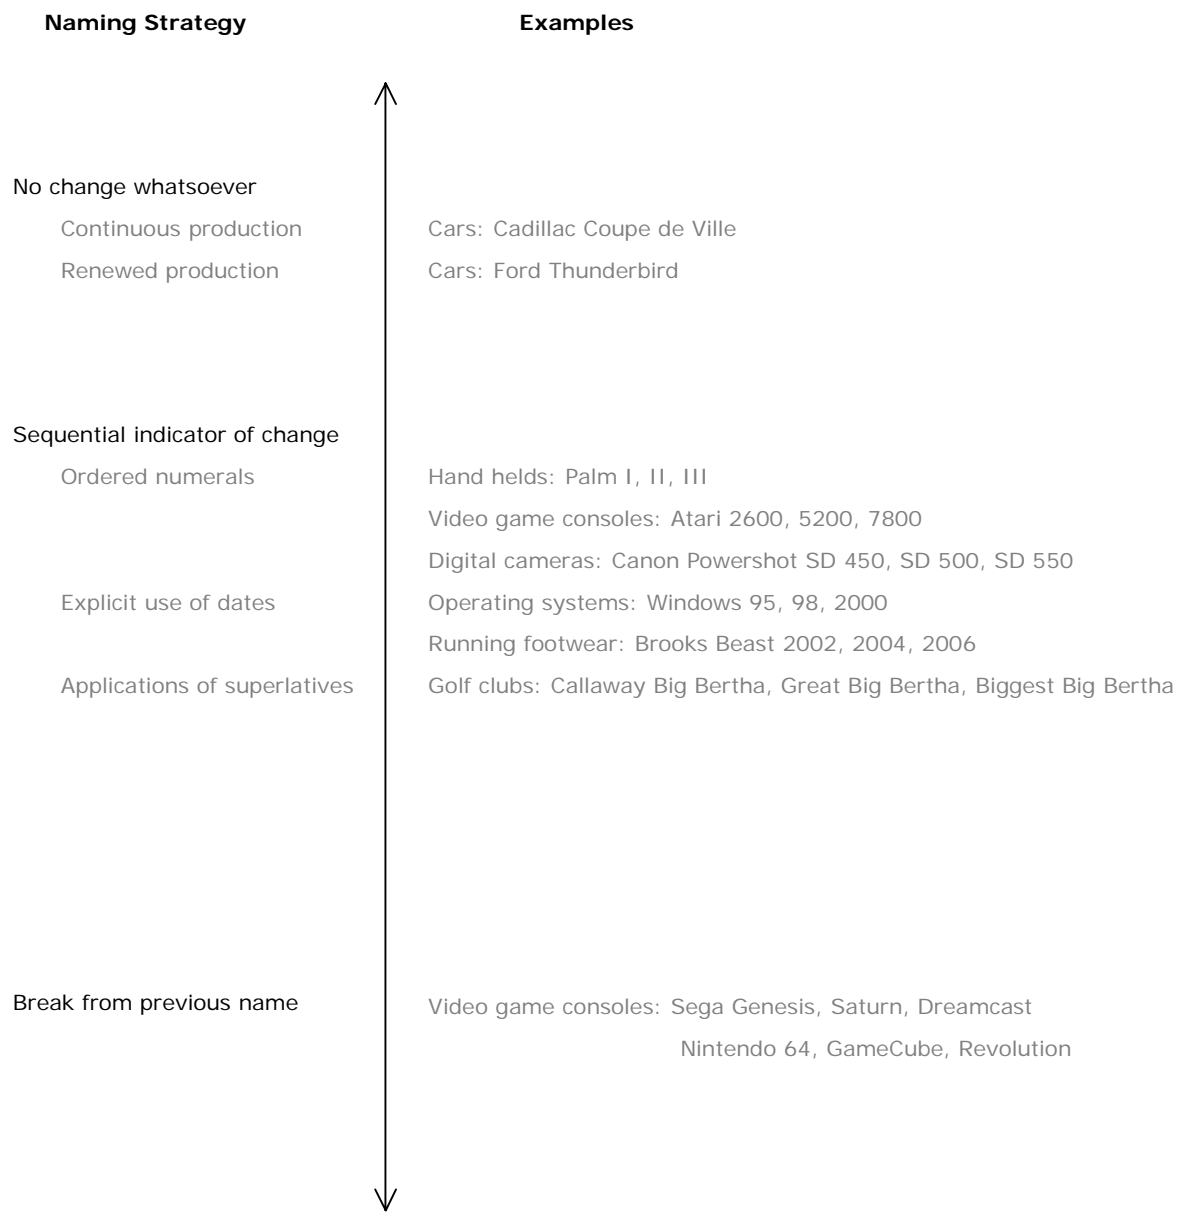 Naming Strategy Examples
No change whatsoever
Continuous production Cars: Cadillac Coupe de Ville
Renewed production Cars: Ford Thunderbird
Sequential indicator of change
Ordered numerals Hand helds: Palm I, II, III
Video game consoles: Atari 2600, 5200, 7800
Digital cameras: Canon Powershot SD 450, SD 500, SD 550
Explicit use of dates Operating systems: Windows 95, 98, 2000
Running footwear: Brooks Beast 2002, 2004, 2006
Applications of superlatives Golf clubs: Callaway Big Bertha, Great Big Bertha, Biggest Big Bertha
Break from previous name Video game consoles: Sega Genesis, Saturn, Dreamcast
Nintendo 64, GameCube, Revolution